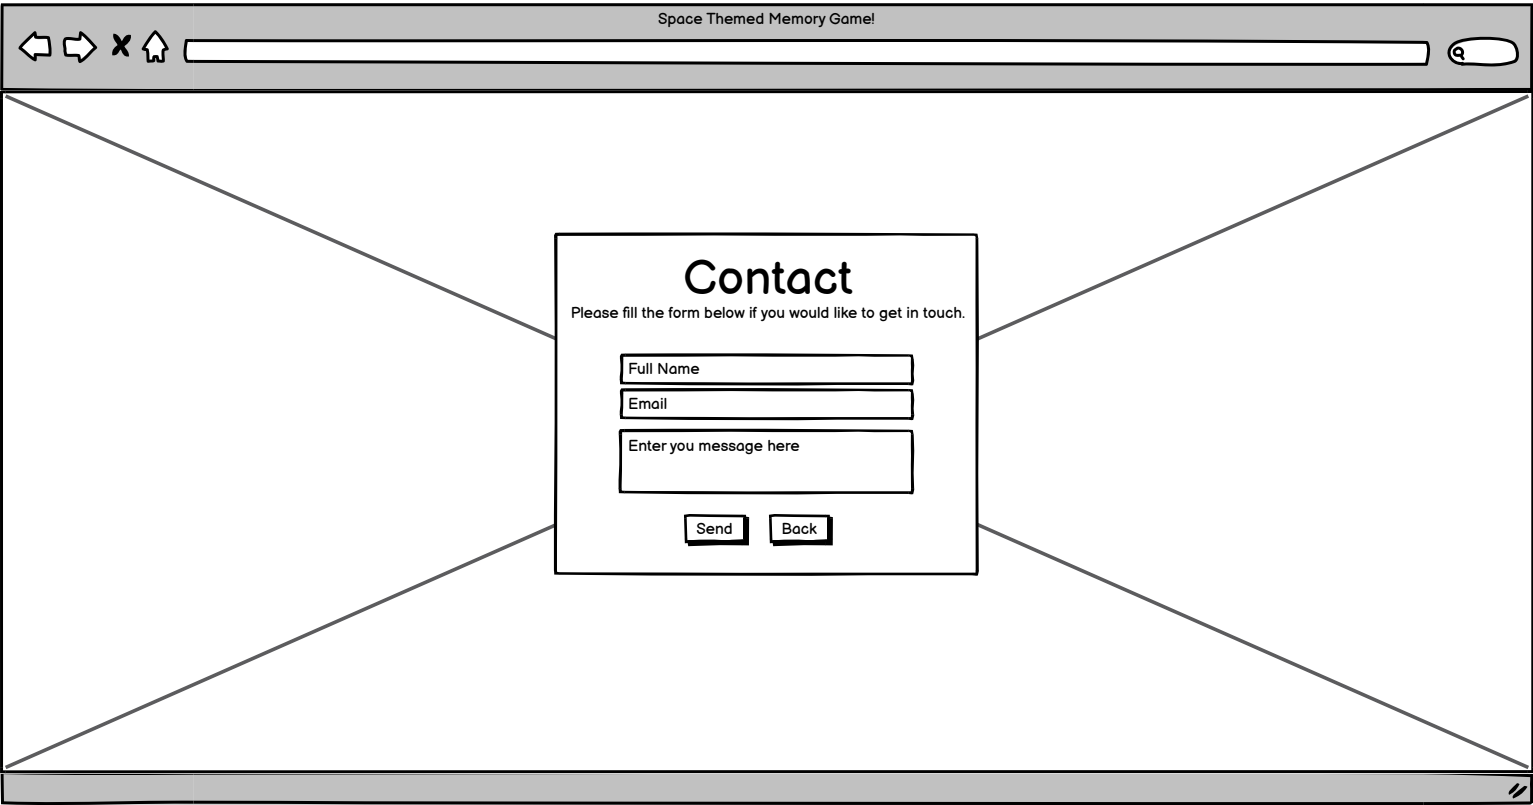 Space Themed Memory Game!
Contact
Please fill the form below if you would like to get in touch.
Full Name
Email
Enter you message here
Send Back